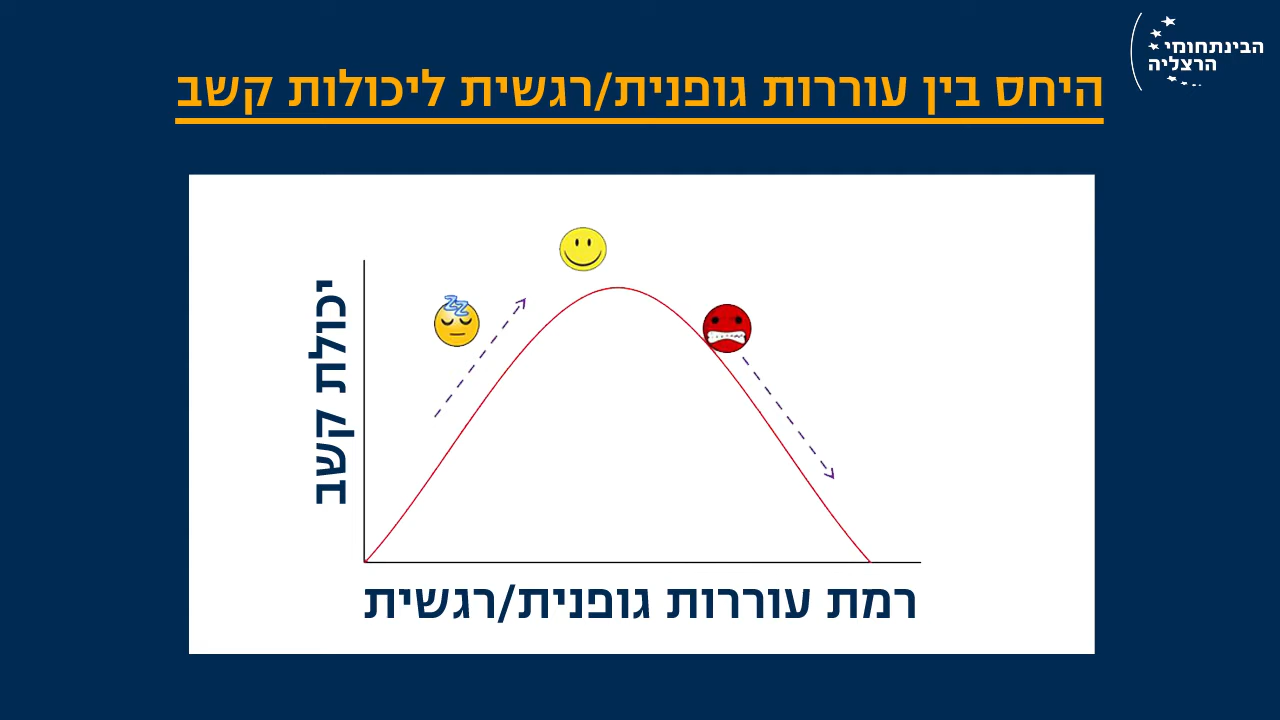 הבינתחומי
הרצליה
היחס בין עוררות גופנית/רגשית ליכולות קשב
יכולת קשב
רמת עוררות גופנית/רגשית